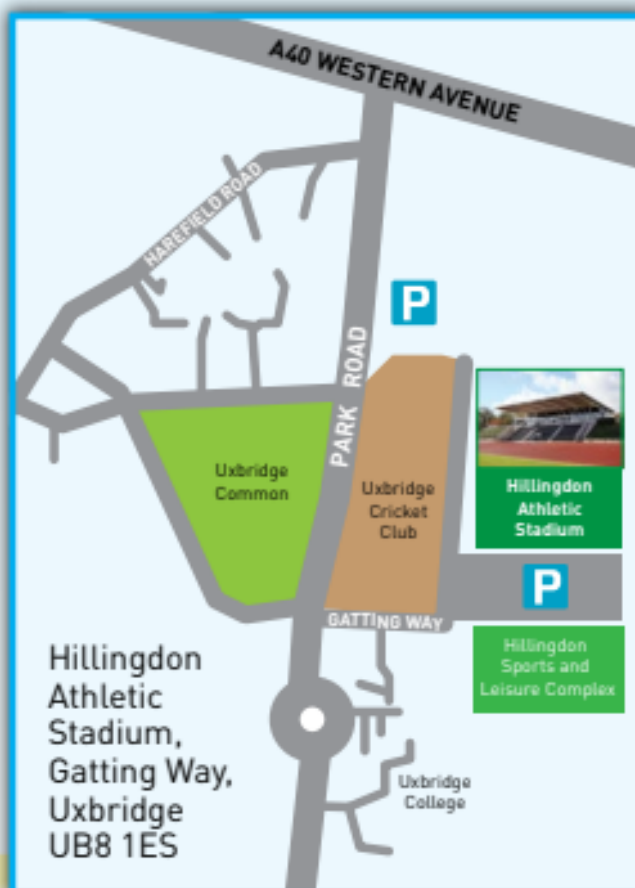 A40 WESTERN AVENUE
HAREFIELD ROAD
P
PARK ROAD
Uxbridge
Common
Uxbridge
Cricket
Club
Hillingdon
Athletic
Stadium
P
GATTING WAY
Hillingdon
Sports and
Leisure Complex
Hillingdon
Athletic
Stadium,
Gatting Way,
Uxbridge
UB8 1ES
Uxbridge
College